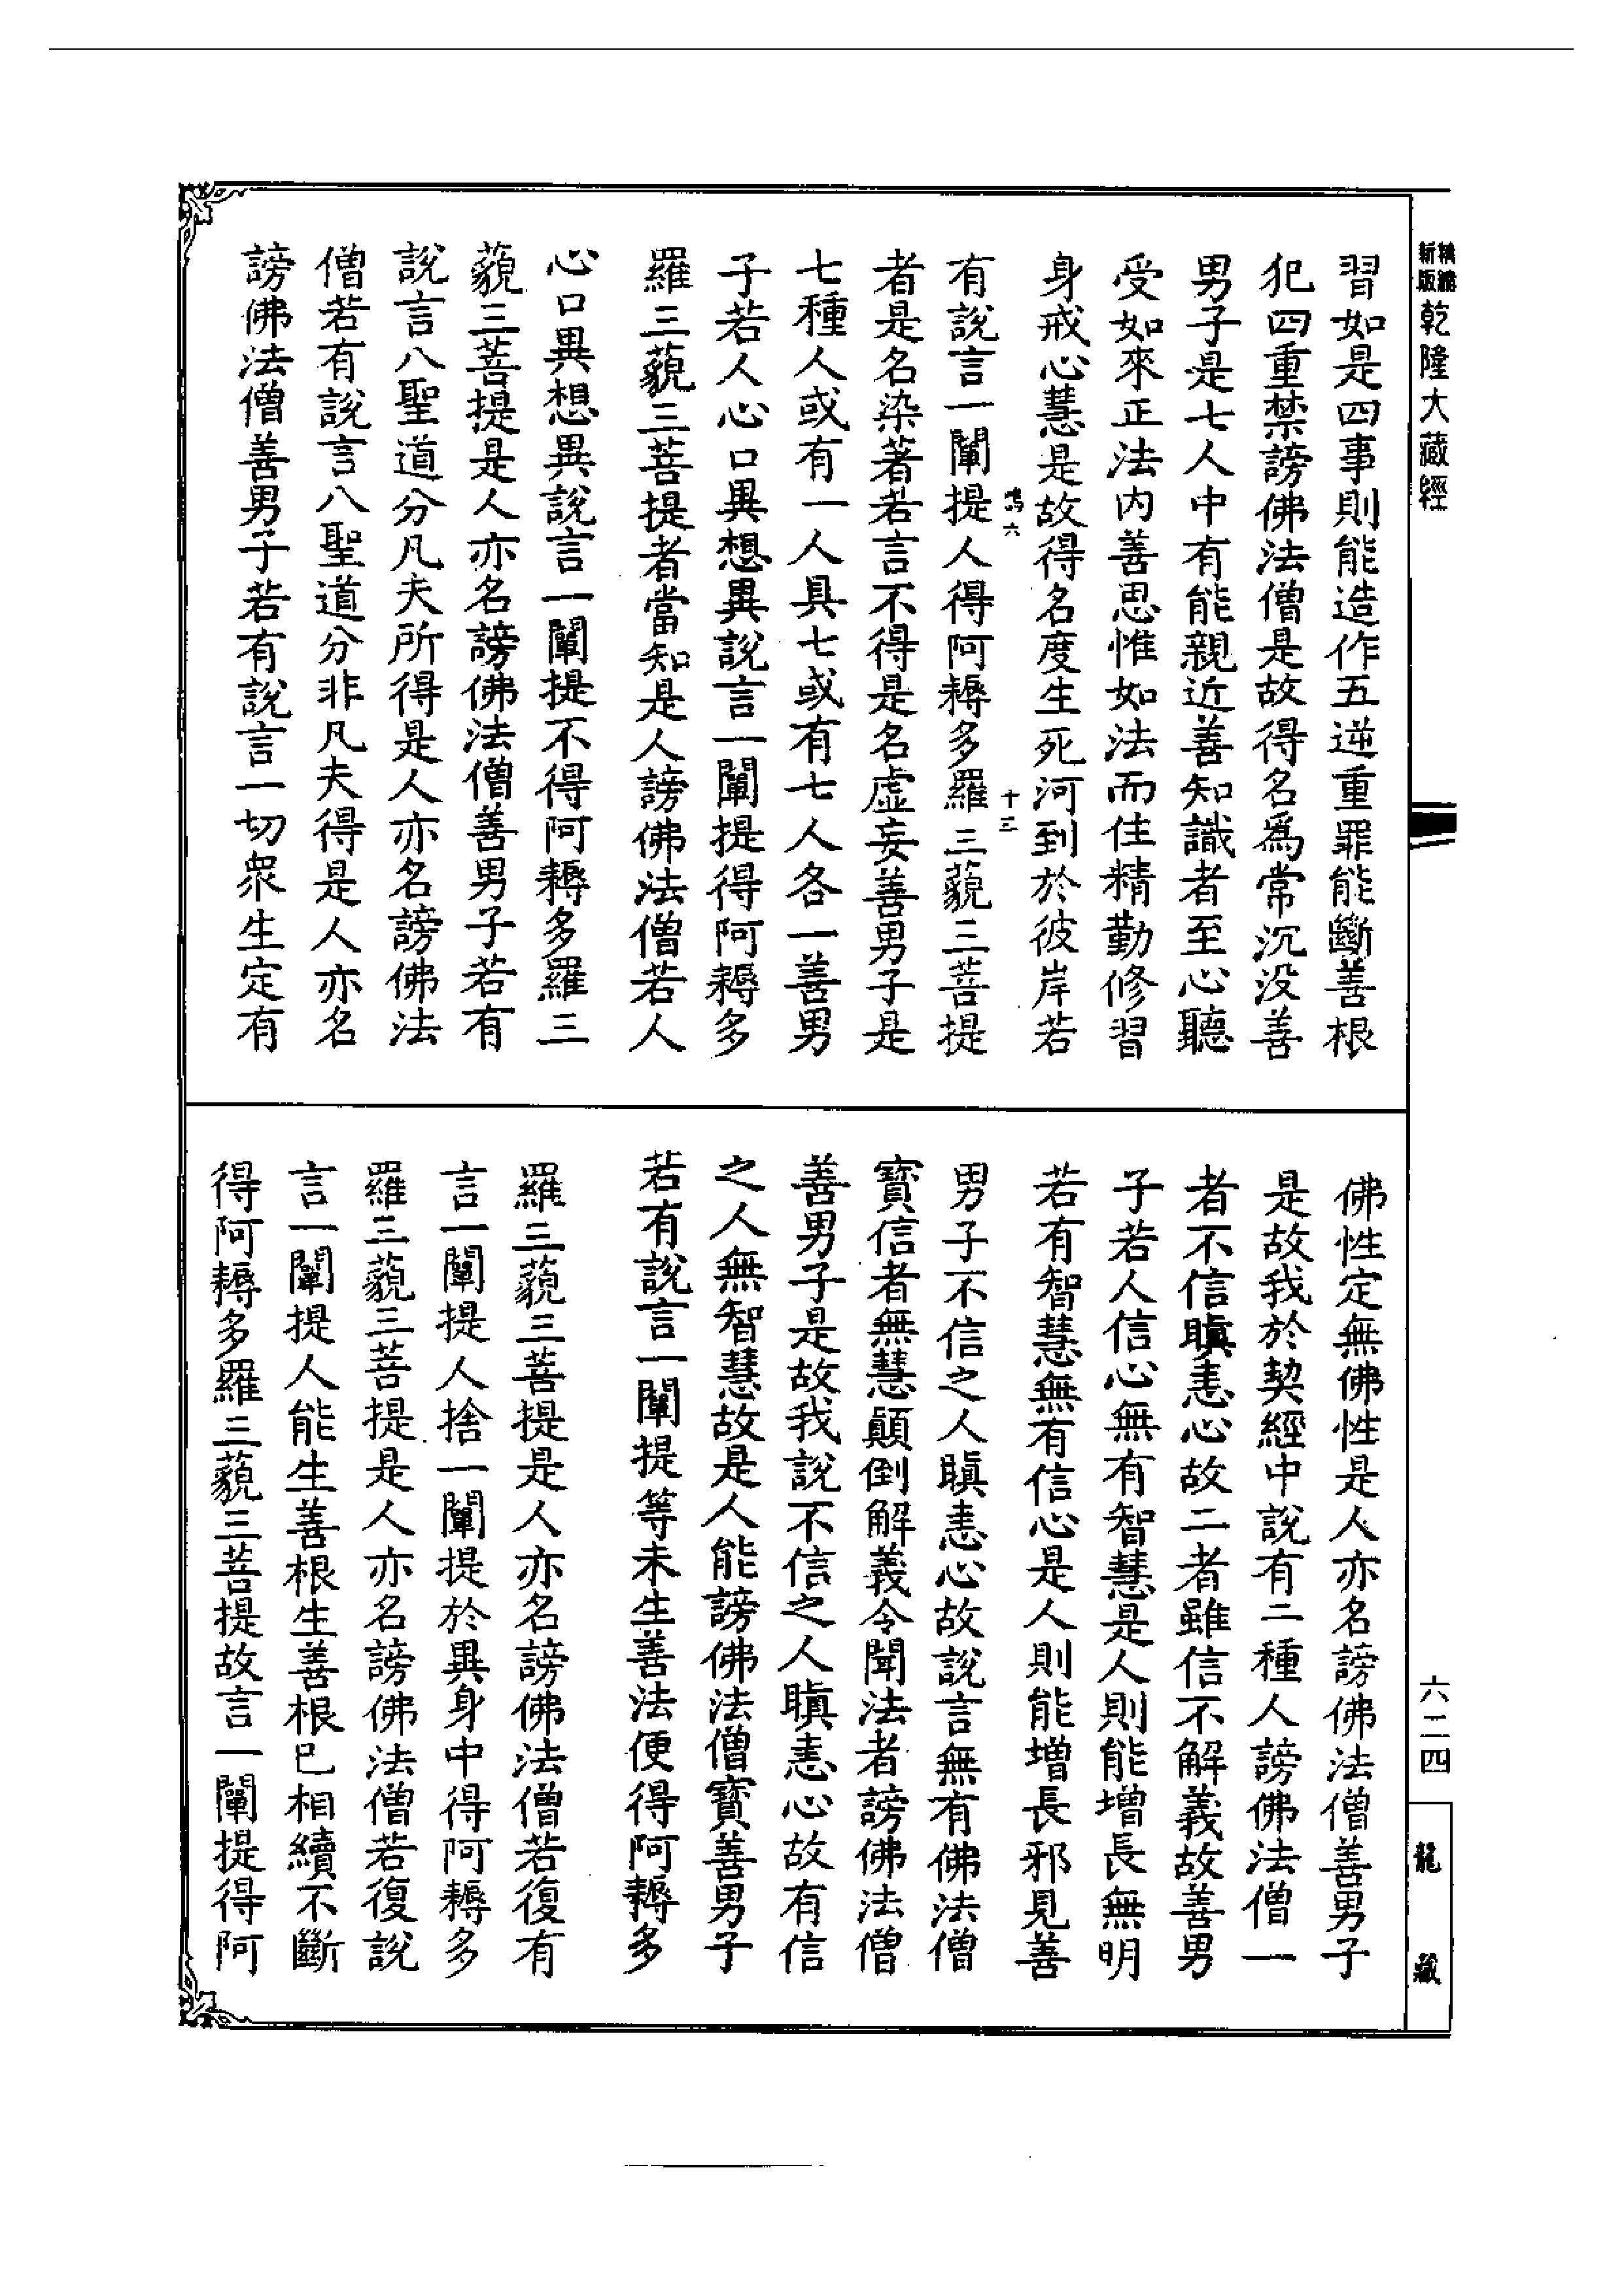 精縮
新版
乾隆大藏經
習如是四事則能造作五逆重罪能斷善根
犯四重禁謗佛法僧是故得名爲常沉没善
男子是七人中有能親近善知識者至心聽
受如來正法内善思惟如法而住精勤修習
身戒心慧是故得名度生死河到於彼岸若
六
十三
有說言一闡提人得阿耨多羅三藐三菩提
者是名染著若言不得是名虛妄善男子是
七種人或有一人具七或有七人各一善男
子若人心口異想異說言一闡提得阿耨多
羅三藐三菩提者當知是人謗佛法僧若人
心口異想異說言一闡提不得阿耨多羅三
藐三菩提是人亦名謗佛法僧善男子若有
說言八聖道分凡夫所得是人亦名謗佛法
僧若有說言八聖道分非凡夫得是人亦名
謗佛法僧善男子若有說言一切衆生定有
佛性定無佛性是人亦名謗佛法僧善男子
是故我於契經中說有二種人謗佛法僧一
者不信瞋恚心故二者雖信不解義故善男
子若人信心無有智慧是人則能增長無明
若有智慧無有信心是人則能增長邪見善
男子不信之人瞋恚心故說言無有佛法僧
寶信者無慧顛倒解義令聞法者謗佛法僧
善男子是故我說不信之人瞋恚心故有信
之人無智慧故是人能謗佛法僧寶善男子
若有說言一闡提等未生善法便得阿耨多
羅三藐三菩提是人亦名謗佛法僧若復有
言一闡提人捨一闡提於異身中得阿耨多
羅三藐三菩提是人亦名謗佛法僧若復說
言一闡提人能生善根生善根已相續不斷
得阿耨多羅三藐三菩提故言一闡提得阿
六二四
龍藏